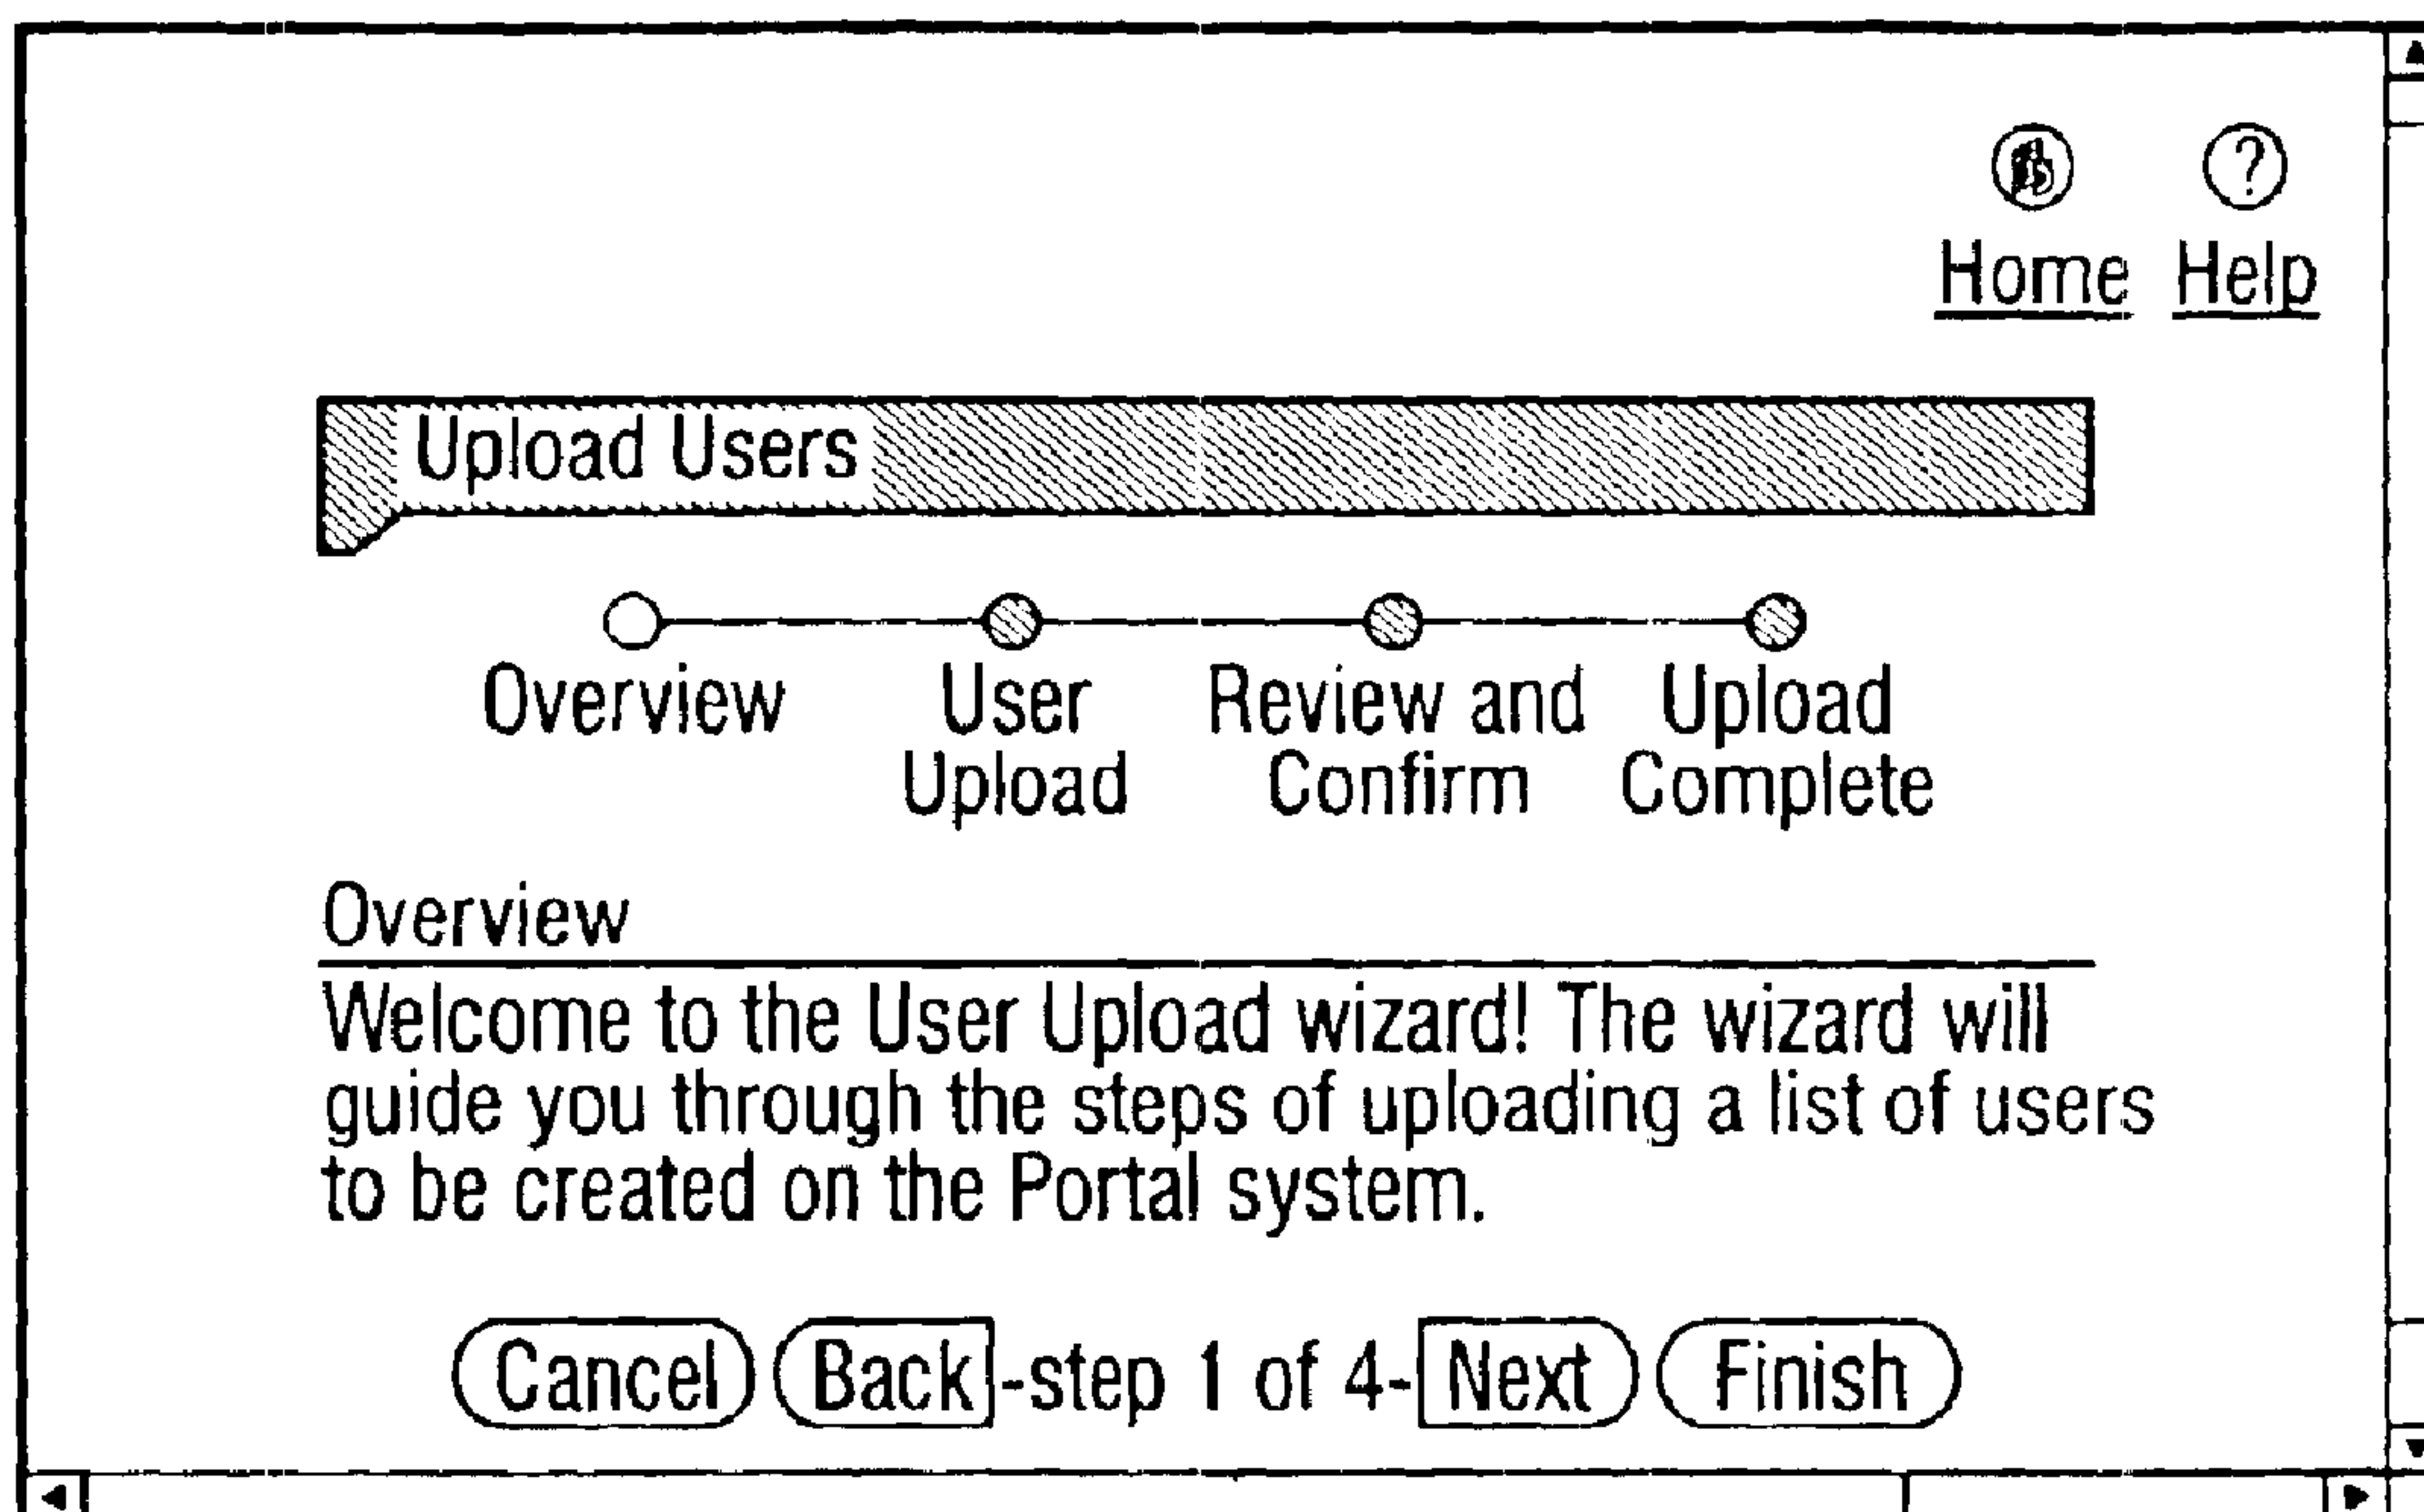 ?
Home Help
Upload Users
Overview User Review and Upload
Upload Confirm Complete
Overview
Welcome to the User Upload wizard! The wizard will
guide you through the steps of uploading a list of users
to be created on the Portal system.
Cancel Back -step 1 of 4- Next Finish